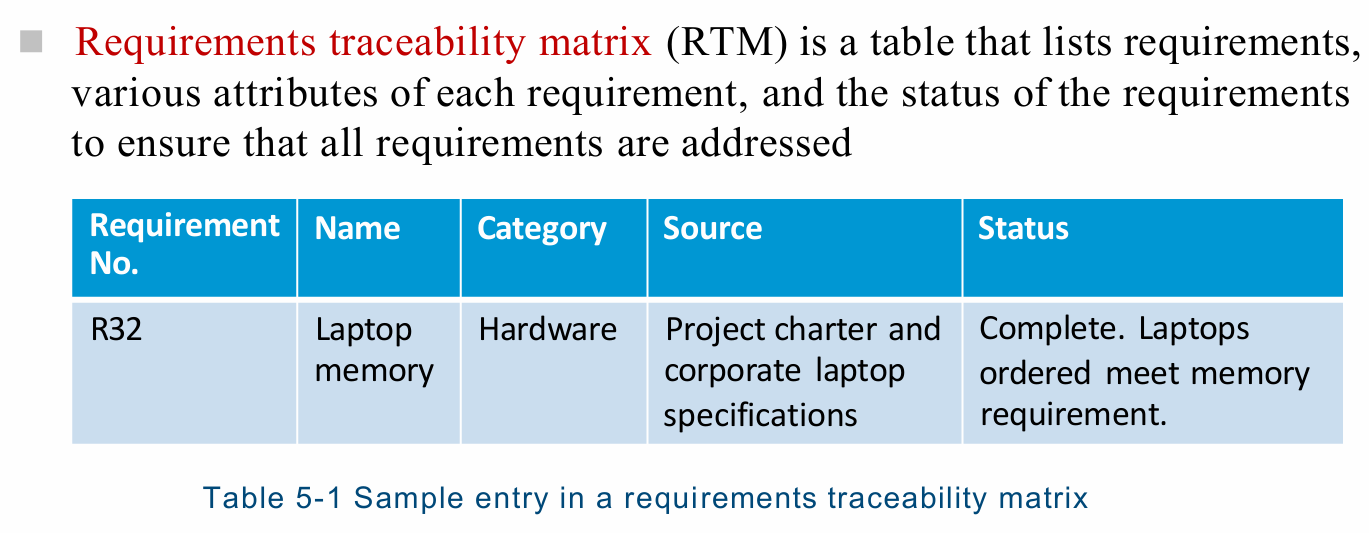 Requirements traceability matrix (RTM) is a table that lists requirements,
various attributes of each requirement, and the status of the requirements
to ensure that all requirements are addressed
Requirement
No.
Name
Category
Source
Status
R32
Laptop
memory
Hardware
Project charter and
corporate laptop
specifications
Complete. Laptops
ordered meet memory
requirement.
Table 5-1 Sample entry in a requirements traceability matrix